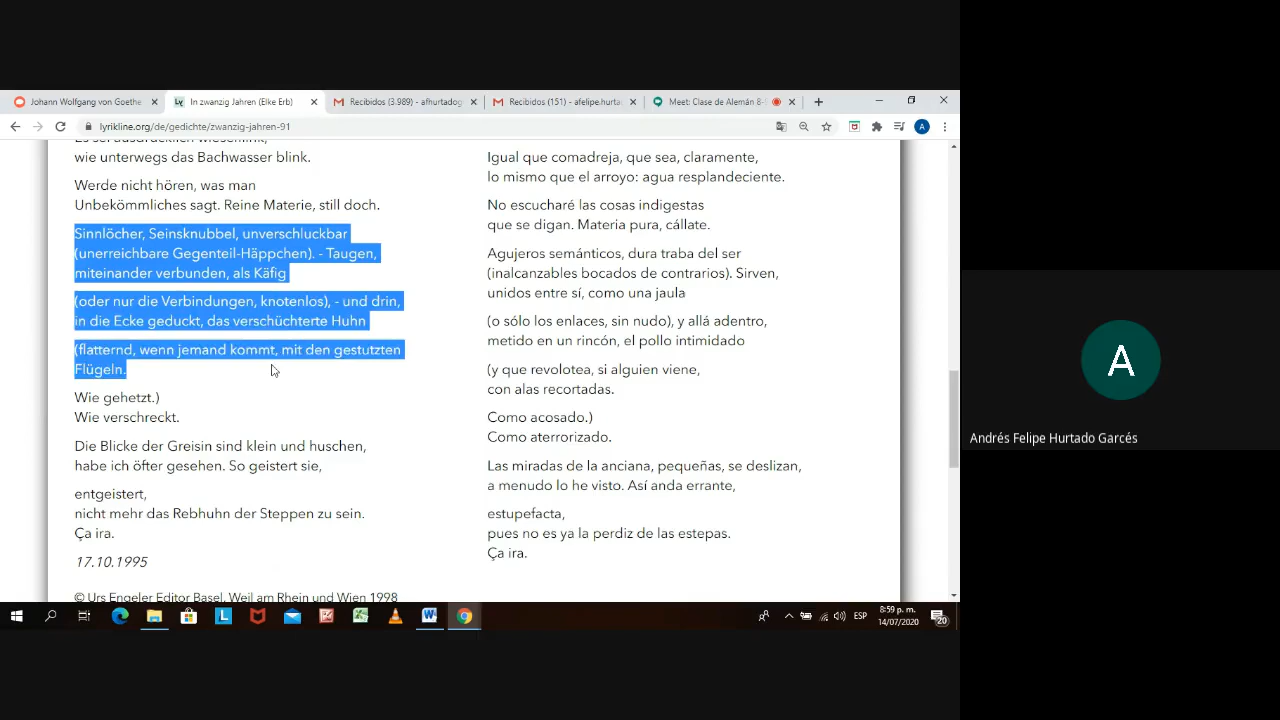 Johann Wolfgang von Goethe
In zwanzig Jahren (Elke Erb)
Recibidos (3.989) - afhurtadog
Recibidos (151) - afelipe.hurta
Meet: Clase de Alemán 8-
lyrikline.org/de/gedichte/zwanzig-jahren-91
A
wie unterwegs das Bachwasser blink.
Werde nicht hören, was man
Unbekömmliches sagt. Reine Materie, still doch.
Sinnlöcher, Seinsknubbel, unverschluckbar
(unerreichbare Gegenteil-Häppchen). - Taugen,
miteinander verbunden, als Käfig
(oder nur die Verbindungen, knotenlos), - und drin,
in die Ecke geduckt, das verschüchterte Huhn
(flatternd, wenn jemand kommt, mit den gestutzten
Flügeln.
Wie gehetzt.)
Wie verschreckt.
Die Blicke der Greisin sind klein und huschen,
habe ich öfter gesehen. So geistert sie,
entgeistert,
nicht mehr das Rebhuhn der Steppen zu sein.
Ça ira.
17.10.1995
© Urs Engeler Editor Basel, Weil am Rhein und Wien 1998
Igual que comadreja, que sea, claramente,
lo mismo que el arroyo: agua resplandeciente.
No escucharé las cosas indigestas
que se digan. Materia pura, cállate.
Agujeros semánticos, dura traba del ser
(inalcanzables bocados de contrarios). Sirven,
unidos entre sí, como una jaula
(o sólo los enlaces, sin nudo), y allá adentro,
metido en un rincón, el pollo intimidado
(y que revolotea, si alguien viene,
con alas recortadas.
Como acosado.)
Como aterrorizado.
Las miradas de la anciana, pequeñas, se deslizan,
a menudo lo he visto. Así anda errante,
estupefacta,
pues no es ya la perdiz de las estepas.
Ça ira.
A
Andrés Felipe Hurtado Garcés
ESP
8:59 p. m.
14/07/2020
20